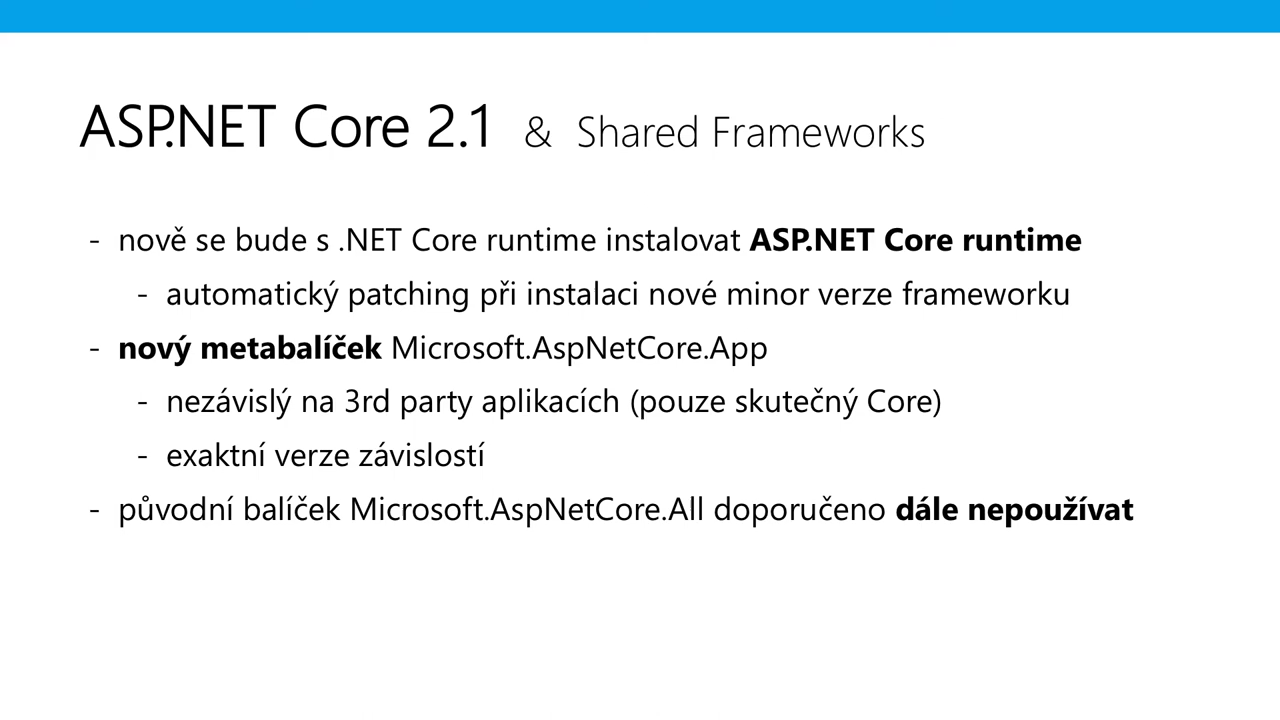 ASP.NET Core 2.1 & Shared Frameworks
- nově se bude s .NET Core runtime instalovat ASP.NET Core runtime
- automatický patching při instalaci nové minor verze frameworku
- nový metabalíček Microsoft.AspNetCore.App
- nezávislý na 3rd party aplikacích (pouze skutečný Core)
- exaktní verze závislostí
- původní balíček Microsoft.AspNetCore.All doporučeno dále nepoužívat